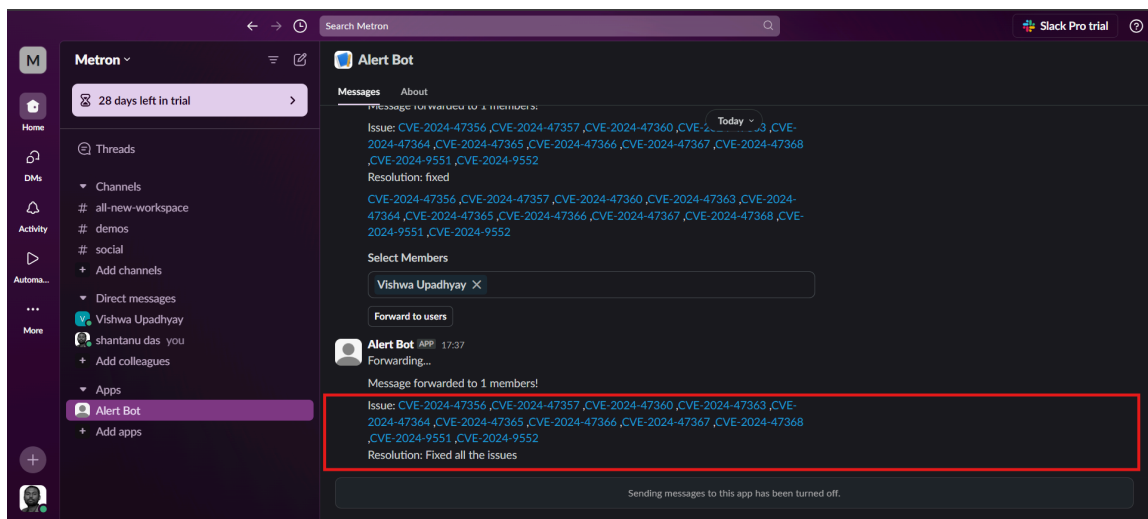 Search Metron
Slack Pro trial
M
Home
DMs
Activity
Automa...
More
Metron
28 days left in trial
Threads
Channels
# all-new-workspace
# demos
# social
+ Add channels
Direct messages
V Vishwa Upadhyay
shantanu das you
+ Add colleagues
Apps
Alert Bot
+ Add apps
Alert Bot
Messages About
Message forwarded to 1 members!
Today
Issue: CVE-2024-47356 ,CVE-2024-47357 ,CVE-2024-47360 ,CVE-2 3 ,CVE-
2024-47364 ,CVE-2024-47365 ,CVE-2024-47366 ,CVE-2024-47367 ,CVE-2024-47368
,CVE-2024-9551 ,CVE-2024-9552
Resolution: fixed
CVE-2024-47356 ,CVE-2024-47357 ,CVE-2024-47360 ,CVE-2024-47363 ,CVE-2024-
47364 ,CVE-2024-47365 ,CVE-2024-47366 ,CVE-2024-47367 ,CVE-2024-47368 ,CVE-
2024-9551 ,CVE-2024-9552
Select Members
Vishwa Upadhyay
Forward to users
Alert Bot APP 17:37
Forwarding...
Message forwarded to 1 members!
Issue: CVE-2024-47356 ,CVE-2024-47357 ,CVE-2024-47360 ,CVE-2024-47363 ,CVE-
2024-47364 ,CVE-2024-47365 ,CVE-2024-47366 ,CVE-2024-47367 ,CVE-2024-47368
,CVE-2024-9551 ,CVE-2024-9552
Resolution: Fixed all the issues
Sending messages to this app has been turned off.